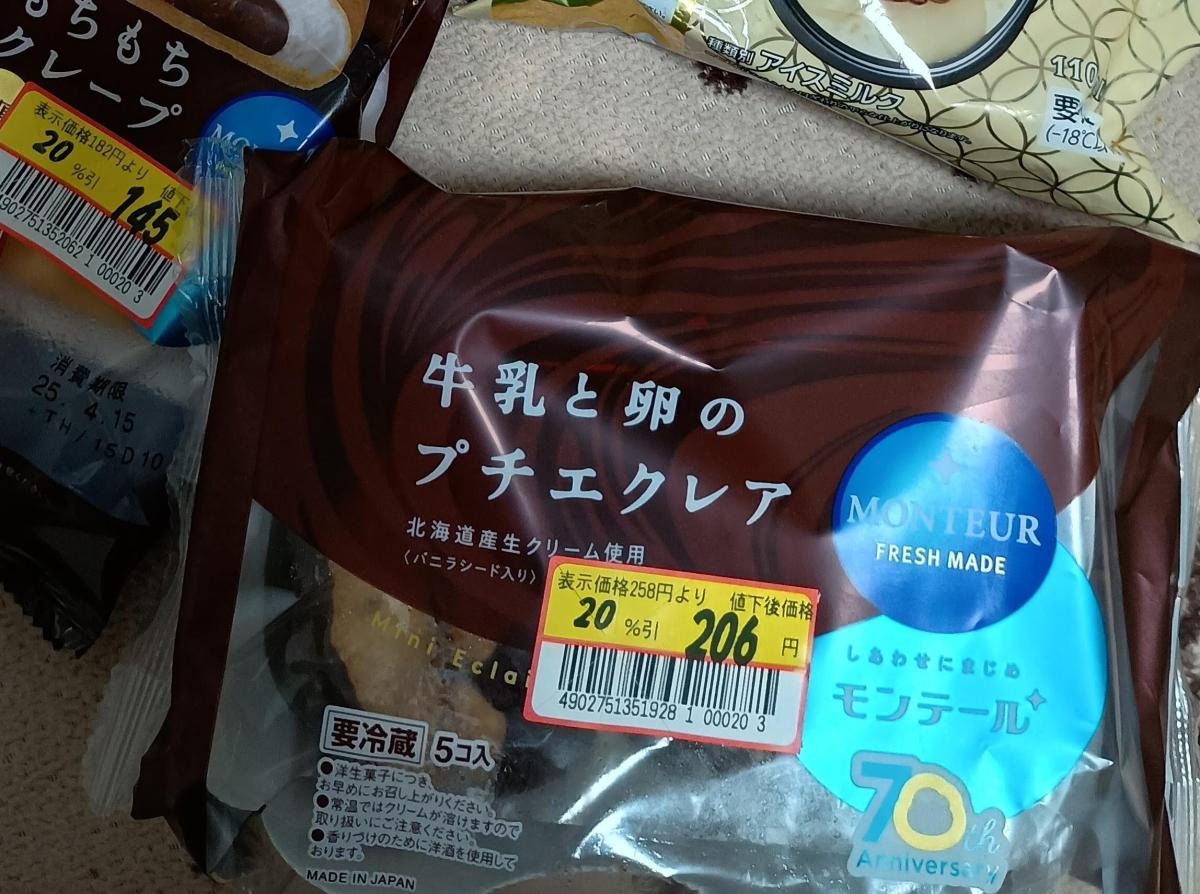 もちもち
クレープ
表示価格182円より 値下
20 %引 145
4902751352062 1 00020 3
消費期限
25. 4.15
+TH/15D10
種類別 アイスミルク
110
要
(-18℃以
牛乳と卵の
プチエクレア
北海道産生クリーム使用
〈バニラシード入り〉
Mini Eclai
表示価格258円より 値下後価格
20 %引 206 円
4902751351928 1 00020 3
MONTEUR
FRESH MADE
しあわせにまじめ
モンテール
70th
Anniversary
要冷蔵 5コ入
●洋生菓子につき、
お早めにお召し上がりください。
●常温ではクリームが溶けますので
取り扱いにご注意ください。
●香りづけのために洋酒を使用して
おります。
MADE IN JAPAN